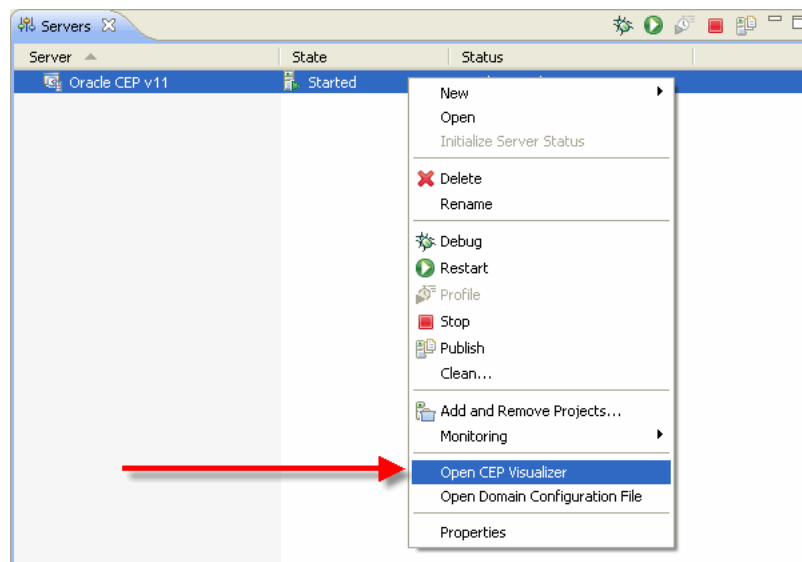 Servers
Server State Status
Oracle CEP v11 Started
New
Open
Initialize Server Status
Delete
Rename
Debug
Restart
Profile
Stop
Publish
Clean...
Add and Remove Projects...
Monitoring
Open CEP Visualizer
Open Domain Configuration File
Properties